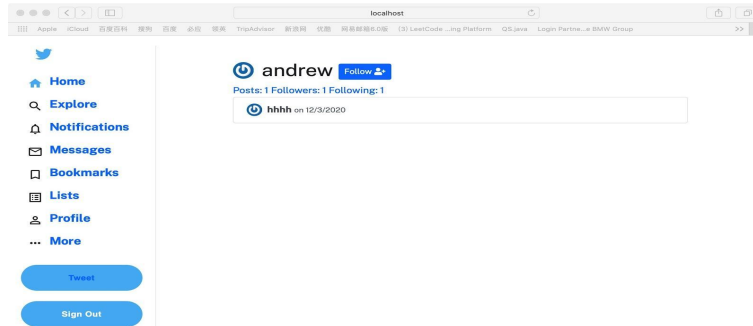 localhost
Apple iCloud 百度百科 搜狗 百度 必应 领英 TripAdvisor 新浪网 优酷 网易邮箱6.0版 (3) LeetCode ...ing Platform QS.java Login Partne...e BMW Group >>
andrew Follow
Posts: 1 Followers: 1 Following: 1
hhhh on 12/3/2020
Home
Explore
Notifications
Messages
Bookmarks
Lists
Profile
More
Tweet
Sign Out